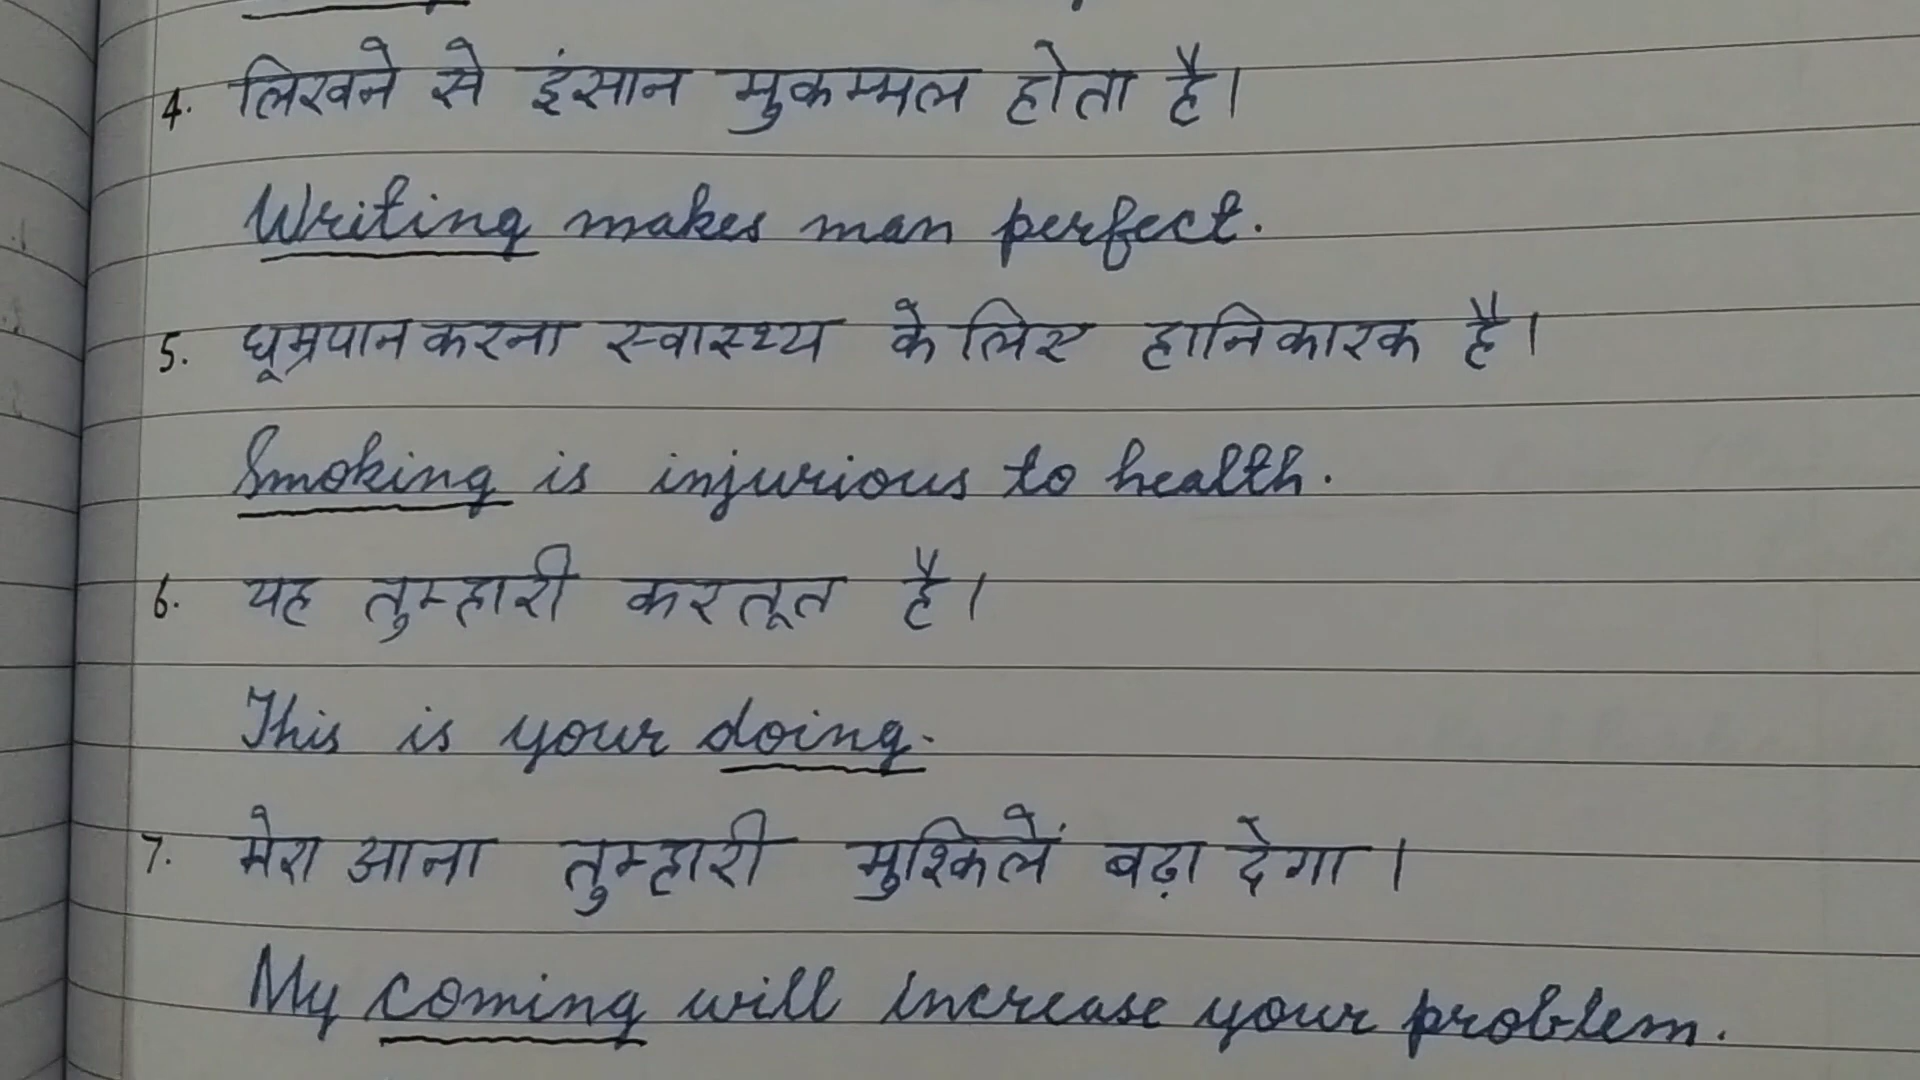 4. लिखने से इंसान मुकम्मल होता है।
Writing makes man perfect.
5. धूम्रपान करना स्वास्थ्य के लिए हानिकारक है।
Smoking is injurious to health.
6. यह तुम्हारी करतूत है।
This is your doing.
7. मेरा आना तुम्हारी मुश्किलें बढ़ा देगा।
My coming will increase your problem.